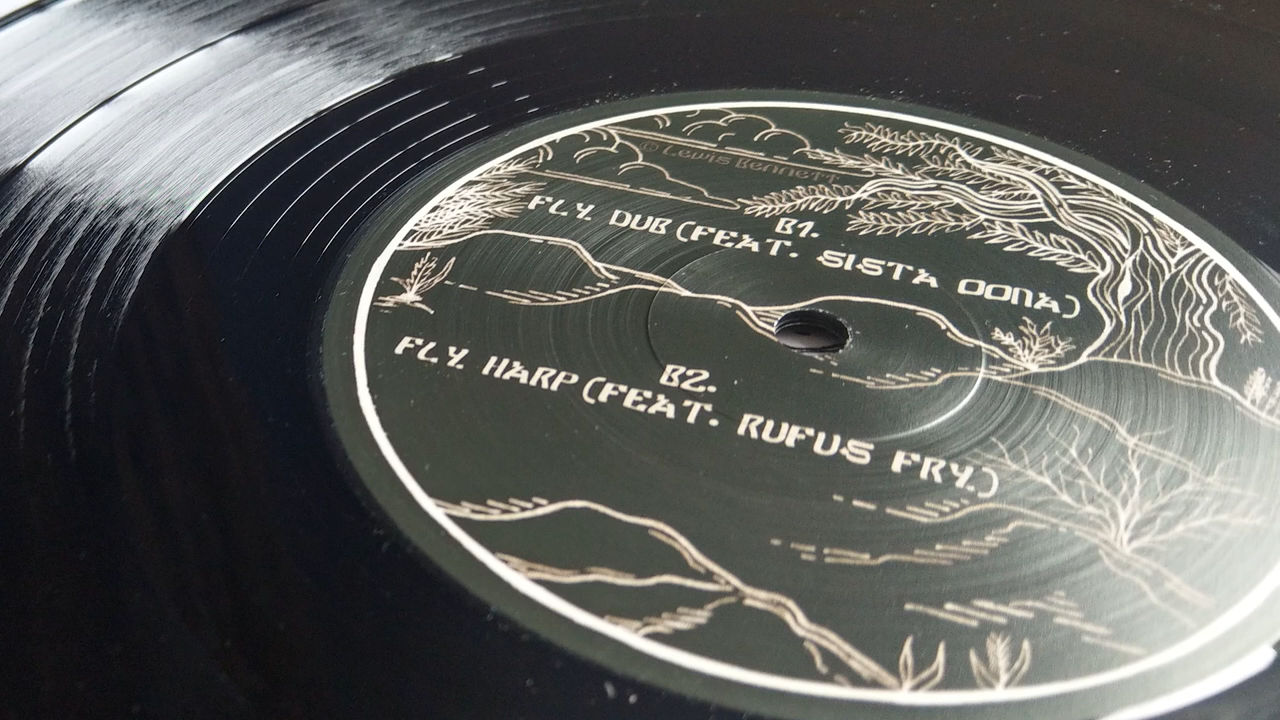 © Lewis Bennett
B1.
FLY DUB (FEAT. SISTA OONA)
B2.
FLY HARP (FEAT. RUFUS FRY)